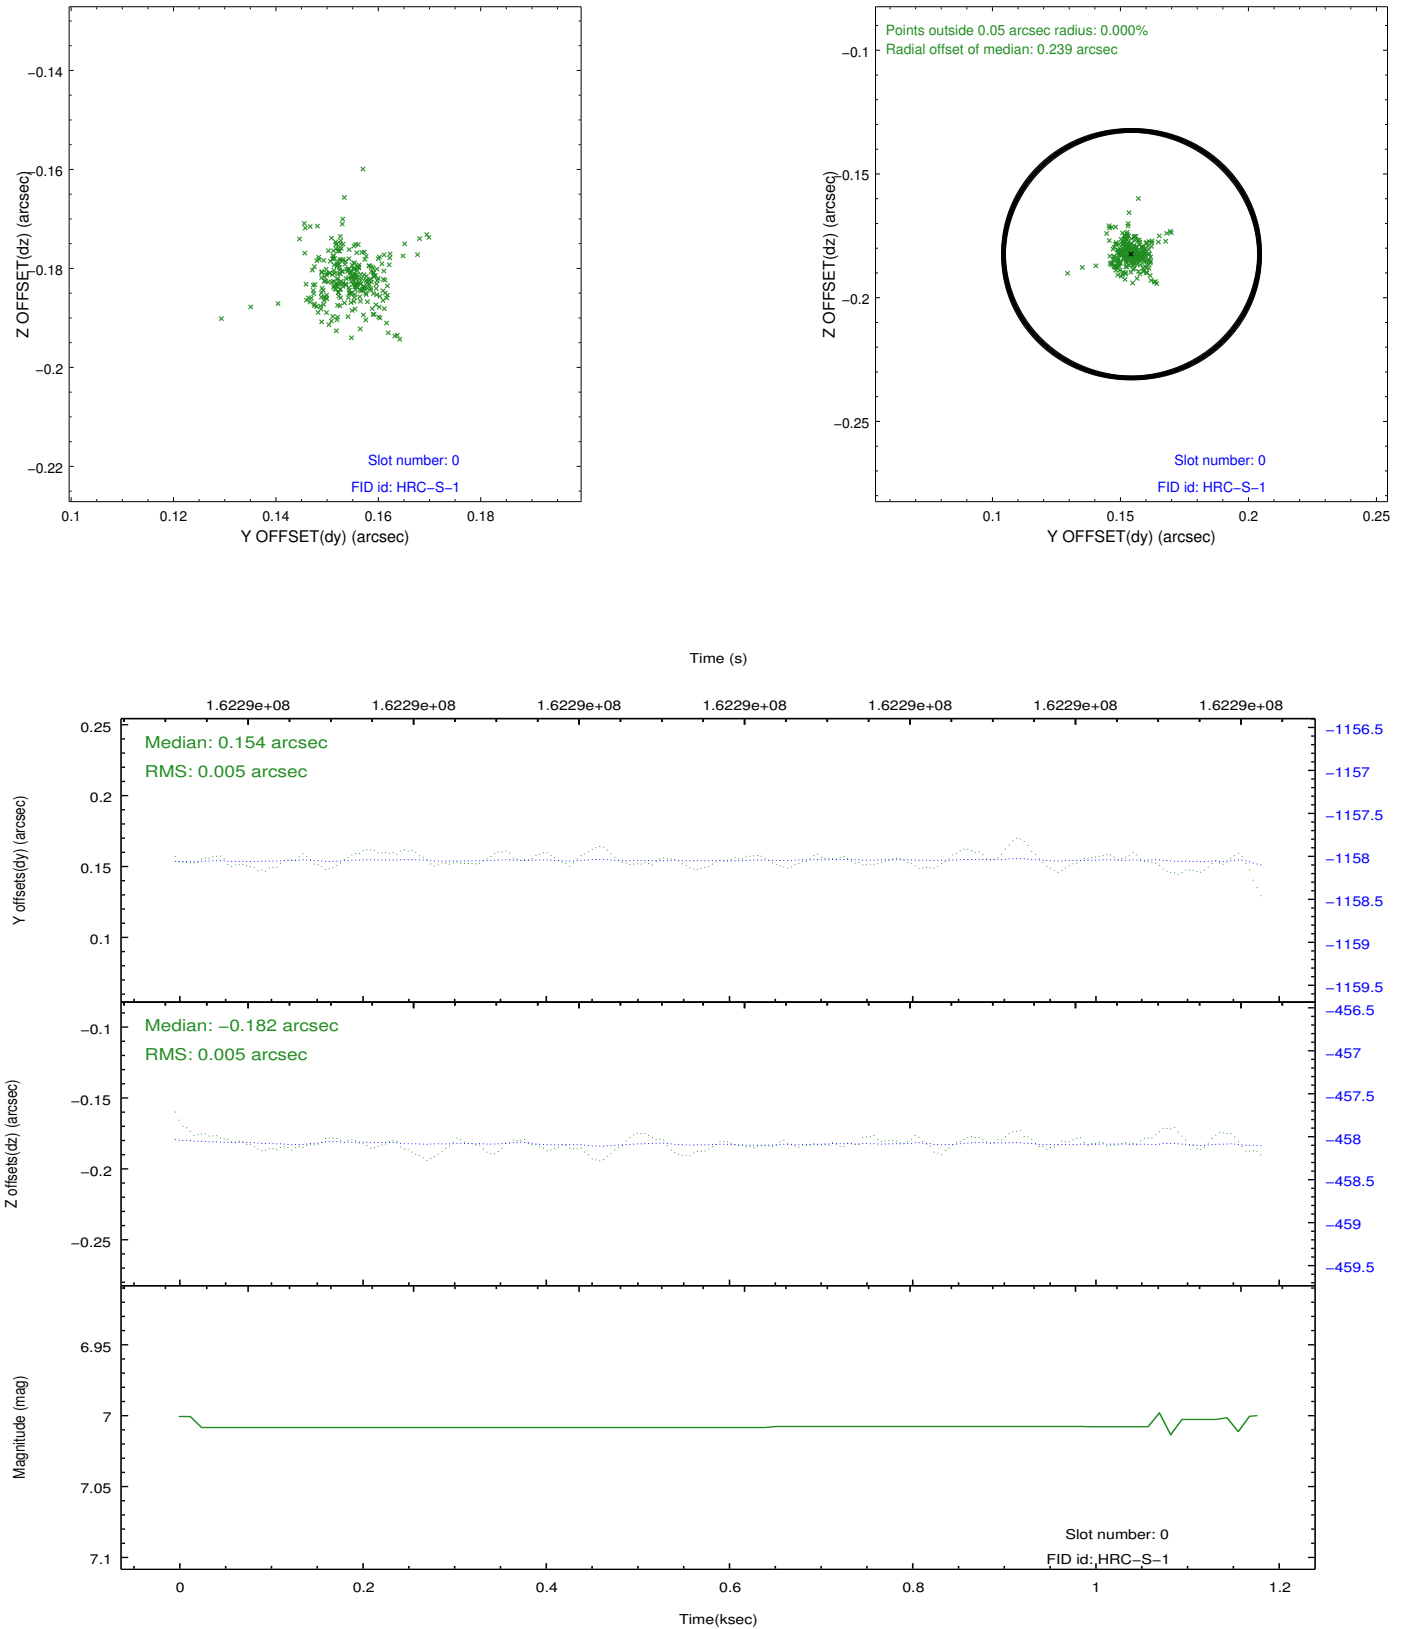 −0.14
−0.16
−0.18
−0.2
−0.22
Z OFFSET(dz) (arcsec)
Slot number: 0
FID id: HRC−S−1
0.1 0.12 0.14 0.16 0.18
Y OFFSET(dy) (arcsec)
Points outside 0.05 arcsec radius: 0.000%
Radial offset of median: 0.239 arcsec
−0.1
−0.15
−0.2
−0.25
Z OFFSET(dz) (arcsec)
Slot number: 0
FID id: HRC−S−1
0.1 0.15 0.2 0.25
Y OFFSET(dy) (arcsec)
Time (s)
1.6229e+08 1.6229e+08 1.6229e+08 1.6229e+08 1.6229e+08 1.6229e+08 1.6229e+08
Median: 0.154 arcsec
RMS: 0.005 arcsec
0.25
0.2
0.15
0.1
Y offsets(dy) (arcsec)
−1156.5
−1157
−1157.5
−1158
−1158.5
−1159
−1159.5
Median: −0.182 arcsec
RMS: 0.005 arcsec
−0.1
−0.15
−0.2
−0.25
Z offsets(dz) (arcsec)
−456.5
−457
−457.5
−458
−458.5
−459
−459.5
6.95
7
7.05
7.1
Magnitude (mag)
Slot number: 0
FID id: HRC−S−1
0 0.2 0.4 0.6 0.8 1 1.2
Time(ksec)